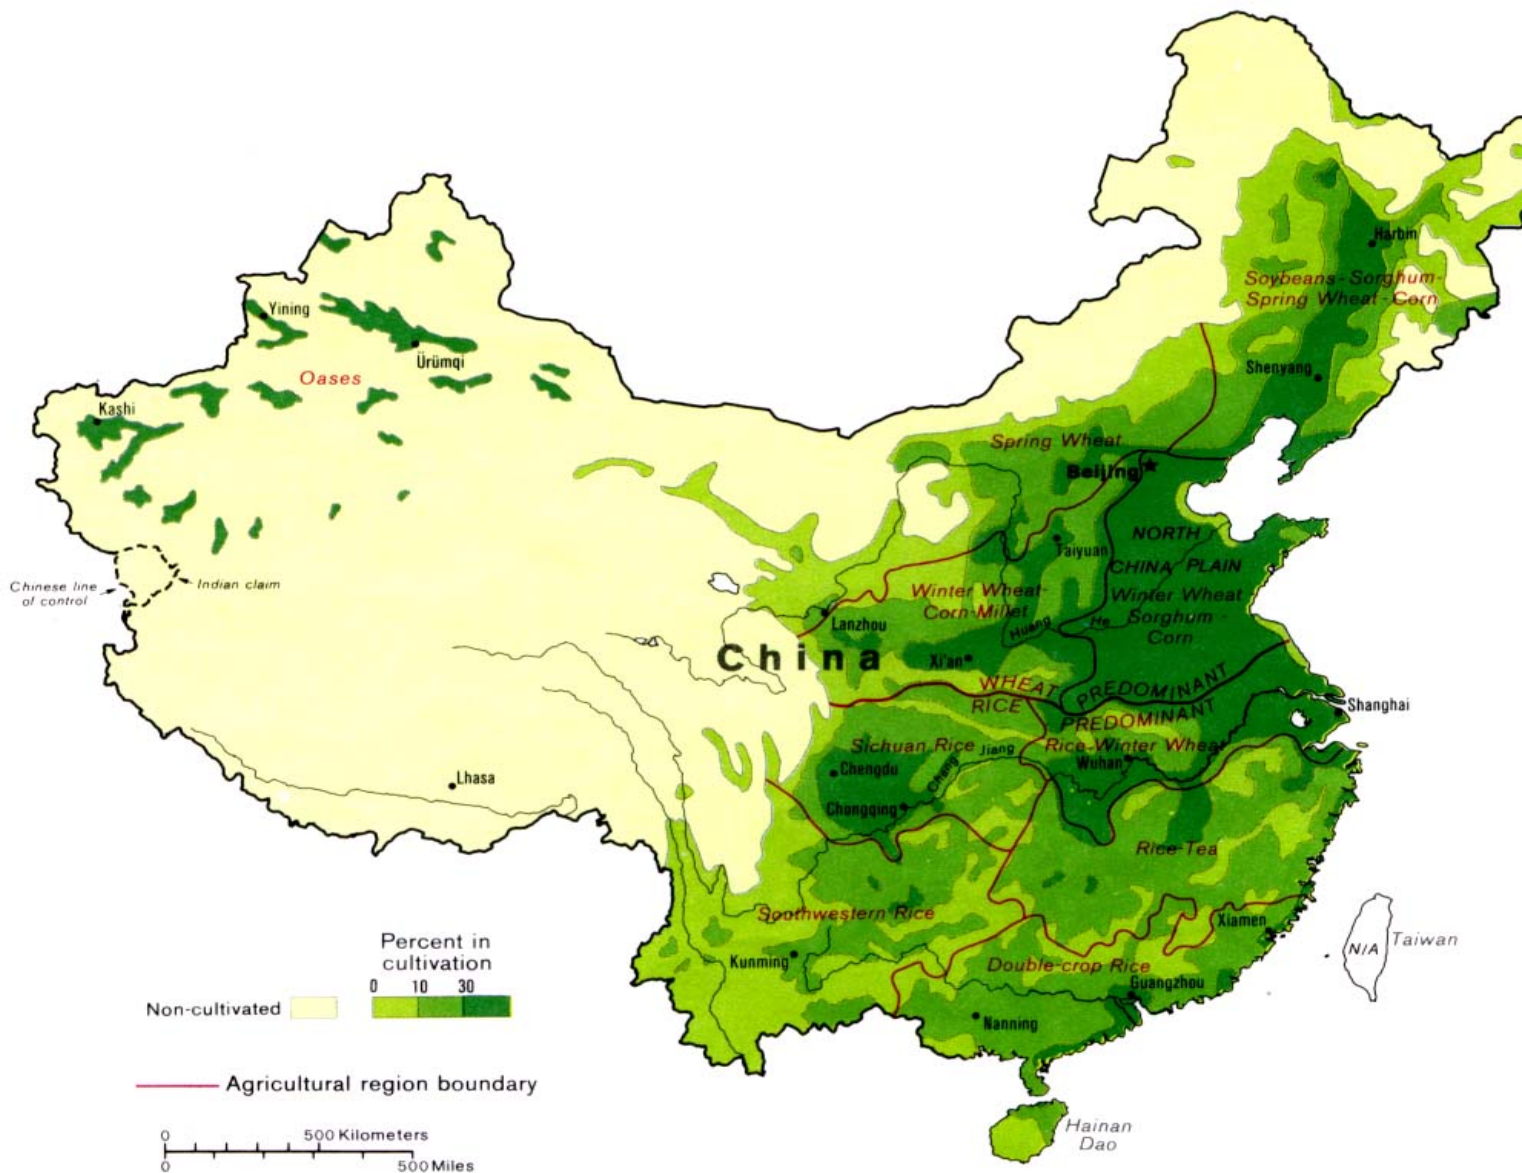 Harbin
Soybeans-Sorghum-
Spring Wheat-Corn
Yining
Ürümqi
Oases
Shenyang
Kashi
Spring Wheat
Beijing
NORTH
CHINA PLAIN
Taiyuan
Chinese line
of control
Indian claim
Winter Wheat-
Corn-Millet
Winter Wheat
Sorghum-
Corn
Lanzhou
Huang
He
China
Xi'an
WHEAT
PREDOMINANT
RICE
PREDOMINANT
Shanghai
Sichuan Rice
Jiang
Rice-Winter Wheat
Chengdu
Chang
Wuhan
Lhasa
Chongqing
Rice-Tea
Southwestern Rice
Xiamen
Taiwan
N/A
Kunming
Double-crop Rice
Guangzhou
Nanning
Percent in
cultivation
0 10 30
Non-cultivated
Agricultural region boundary
0 500 Kilometers
0 500 Miles
Hainan
Dao